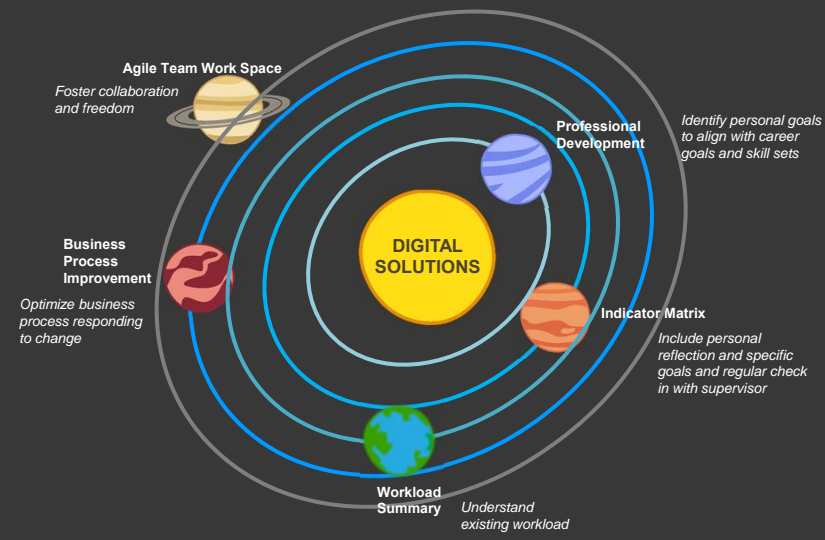 Agile Team Work Space
Foster collaboration
and freedom
Professional
Development
Identify personal goals
to align with career
goals and skill sets
DIGITAL
SOLUTIONS
Business
Process
Improvement
Optimize business
process responding
to change
Indicator Matrix
Include personal
reflection and specific
goals and regular check
in with supervisor
Workload
Summary
Understand
existing workload